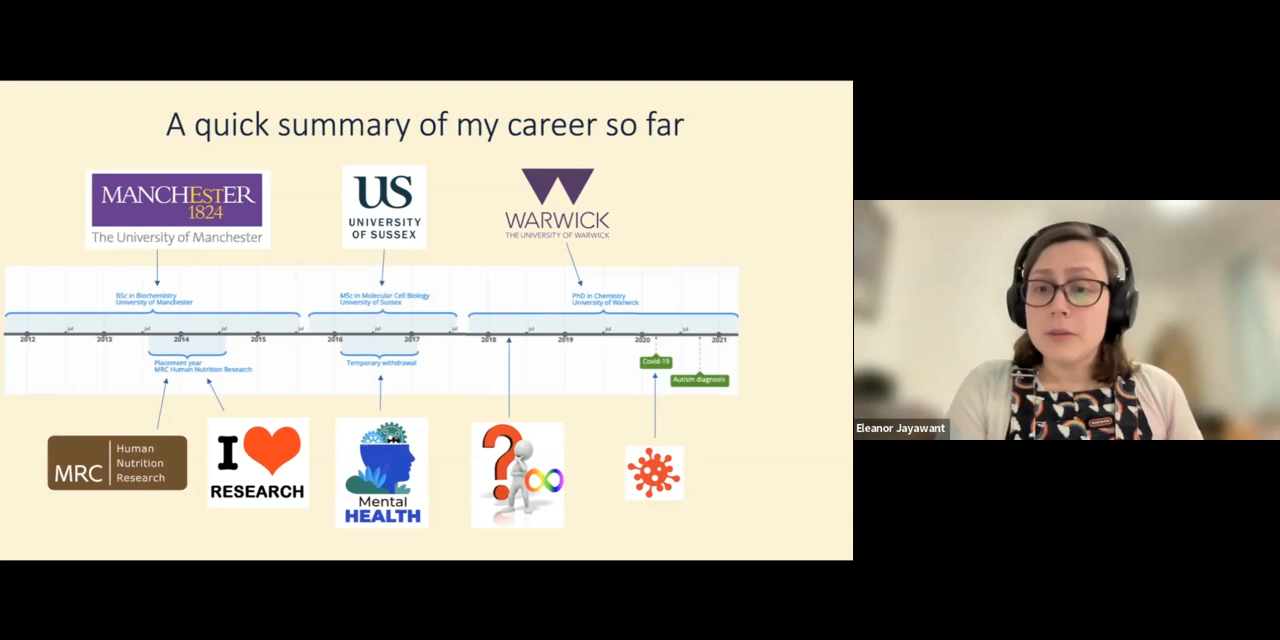 A quick summary of my career so far
MANCHESTER
1824
The University of Manchester
US
UNIVERSITY
OF SUSSEX
WARWICK
THE UNIVERSITY OF WARWICK
BSc in Biochemistry
University of Manchester
MSc in Molecular Cell Biology
University of Sussex
PhD in Chemistry
University of Warwick
Jul Jul Jul Jul Jul Jul Jul Jul Jul
2012 2013 2014 2015 2016 2017 2018 2019 2020 2021
Placement year
MRC Human Nutrition Research
Temporary withdrawal
Covid-19
Autism diagnosis
MRC
Human
Nutrition
Research
I
RESEARCH
Mental
HEALTH
?
Eleanor Jayawant